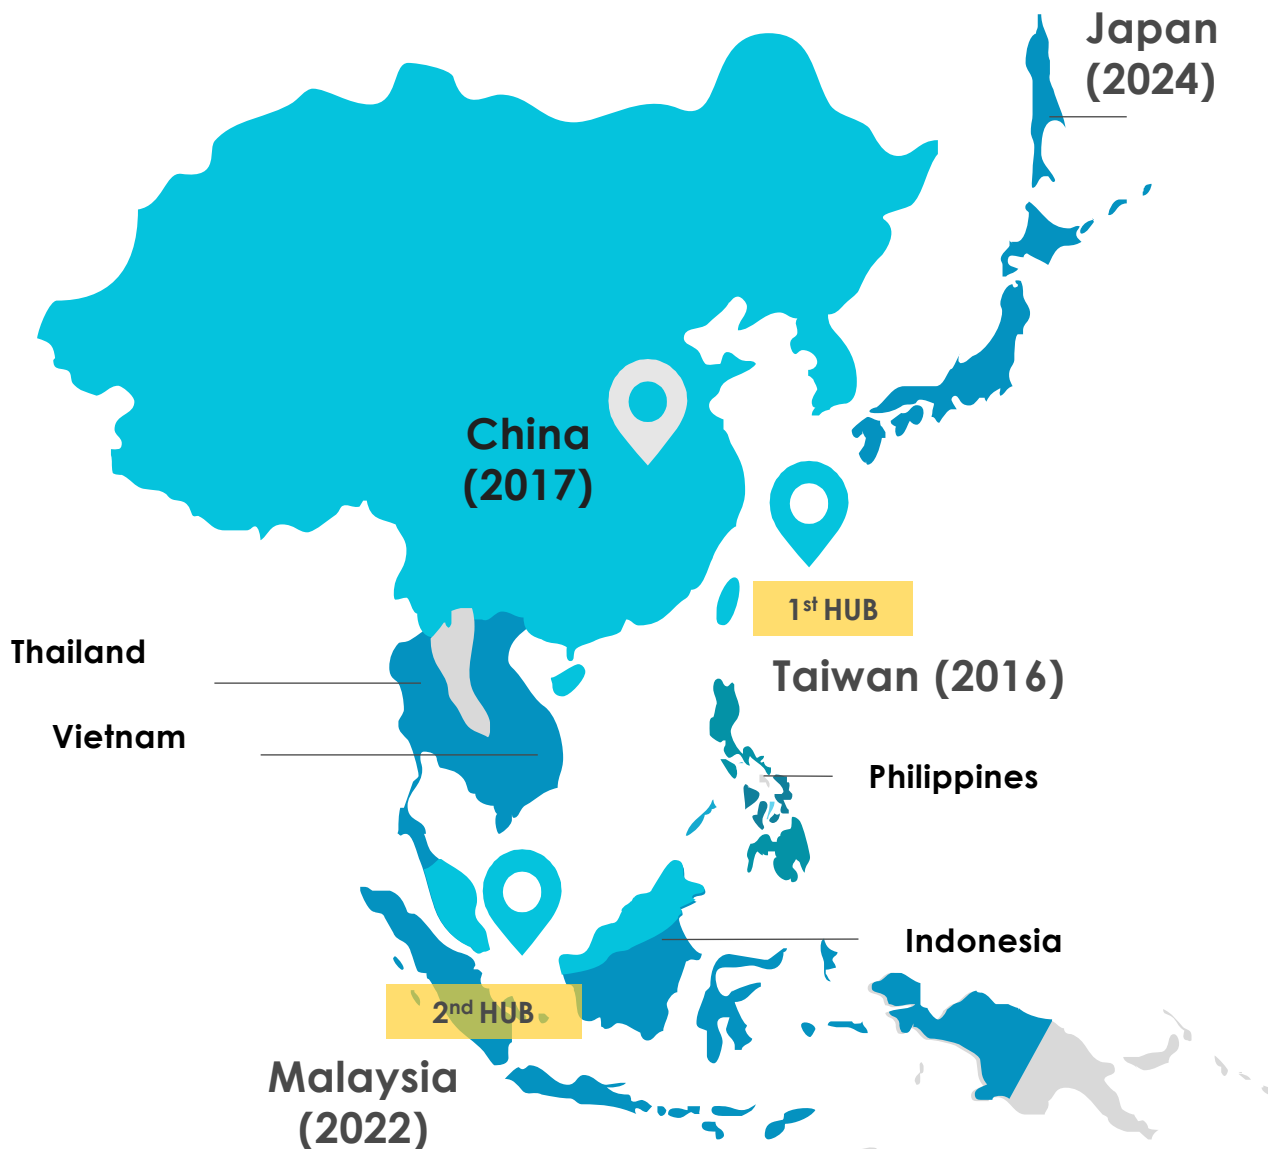 Japan
(2024)
China
(2017)
1st HUB
Taiwan (2016)
Thailand
Vietnam
Philippines
Indonesia
2nd HUB
Malaysia
(2022)